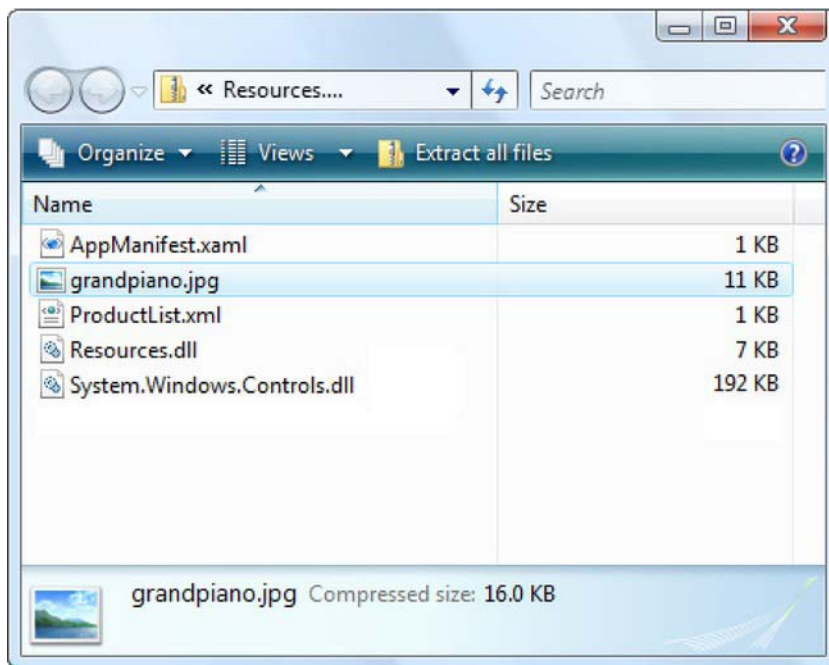 « Resources....
Search
Organize Views Extract all files
Name Size
AppManifest.xaml 1 KB
grandpiano.jpg 11 KB
ProductList.xml 1 KB
Resources.dll 7 KB
System.Windows.Controls.dll 192 KB
grandpiano.jpg Compressed size: 16.0 KB